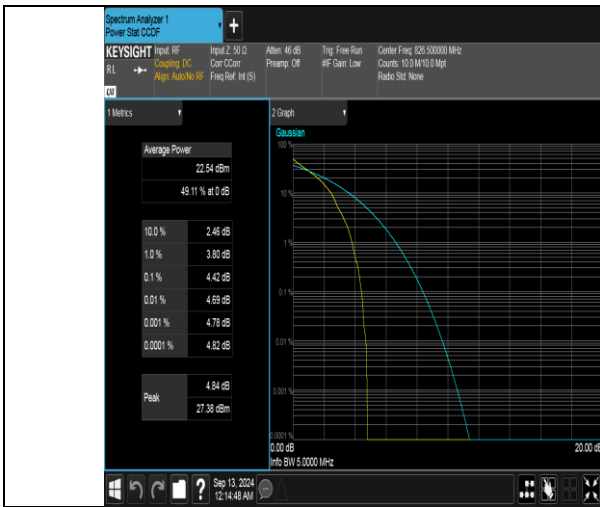 Spectrum Analyzer 1
Power Stat CCDF
KEYSIGHT
R L
LXI
Input: RF
Coupling: DC
Align: Auto/No RF
Input Z: 50 Ω
Corr CCorr
Freq Ref: Int (S)
Atten: 46 dB
Preamp: Off
Trig: Free Run
#IF Gain: Low
Center Freq: 826.500000 MHz
Counts: 10.0 M/10.0 Mpt
Radio Std: None
1 Metrics
Average Power
22.54 dBm
49.11 % at 0 dB
10.0 % 2.46 dB
1.0 % 3.80 dB
0.1 % 4.42 dB
0.01 % 4.69 dB
0.001 % 4.78 dB
0.0001 % 4.82 dB
Peak
4.84 dB
27.38 dBm
2 Graph
Gaussian
100 %
10 %
1 %
0.1 %
0.01 %
0.001 %
0.0001 %
0.00 dB 20.00 dB
Info BW 5.0000 MHz
Sep 13, 2024
12:14:48 AM